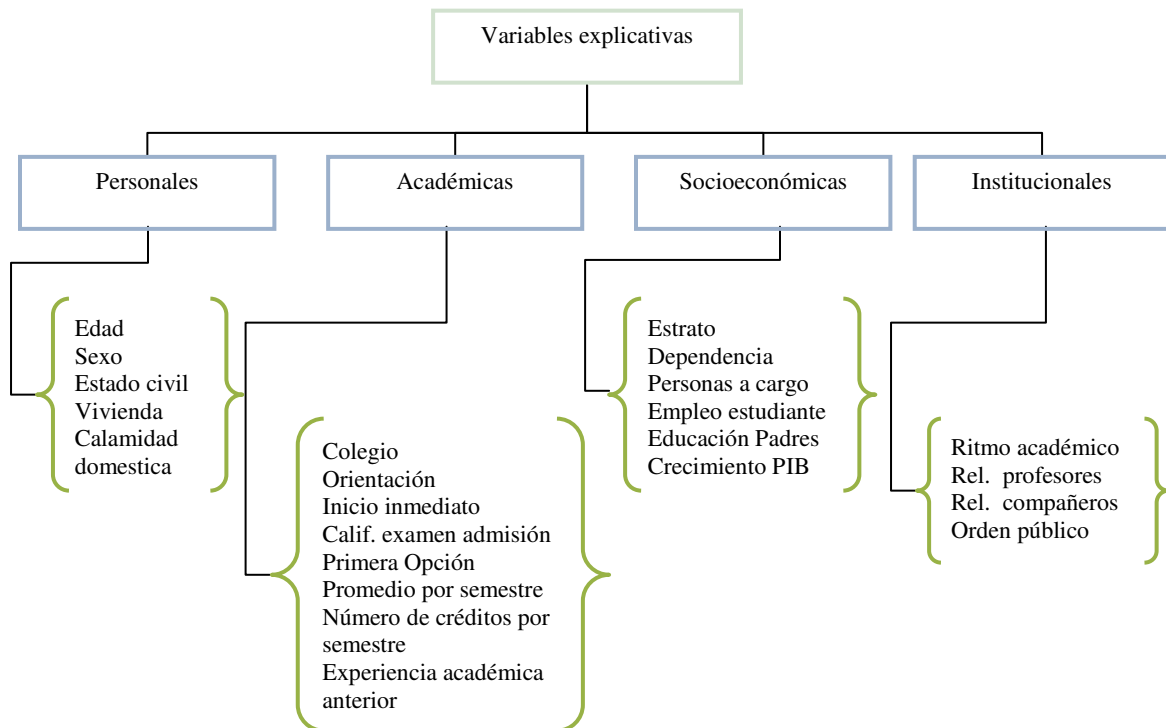 Variables explicativas
Personales
Académicas
Socioeconómicas
Institucionales
Edad
Sexo
Estado civil
Vivienda
Calamidad
domestica
Colegio
Orientación
Inicio inmediato
Calif. examen admisión
Primera Opción
Promedio por semestre
Número de créditos por
semestre
Experiencia académica
anterior
Estrato
Dependencia
Personas a cargo
Empleo estudiante
Educación Padres
Crecimiento PIB
Ritmo académico
Rel. profesores
Rel. compañeros
Orden público